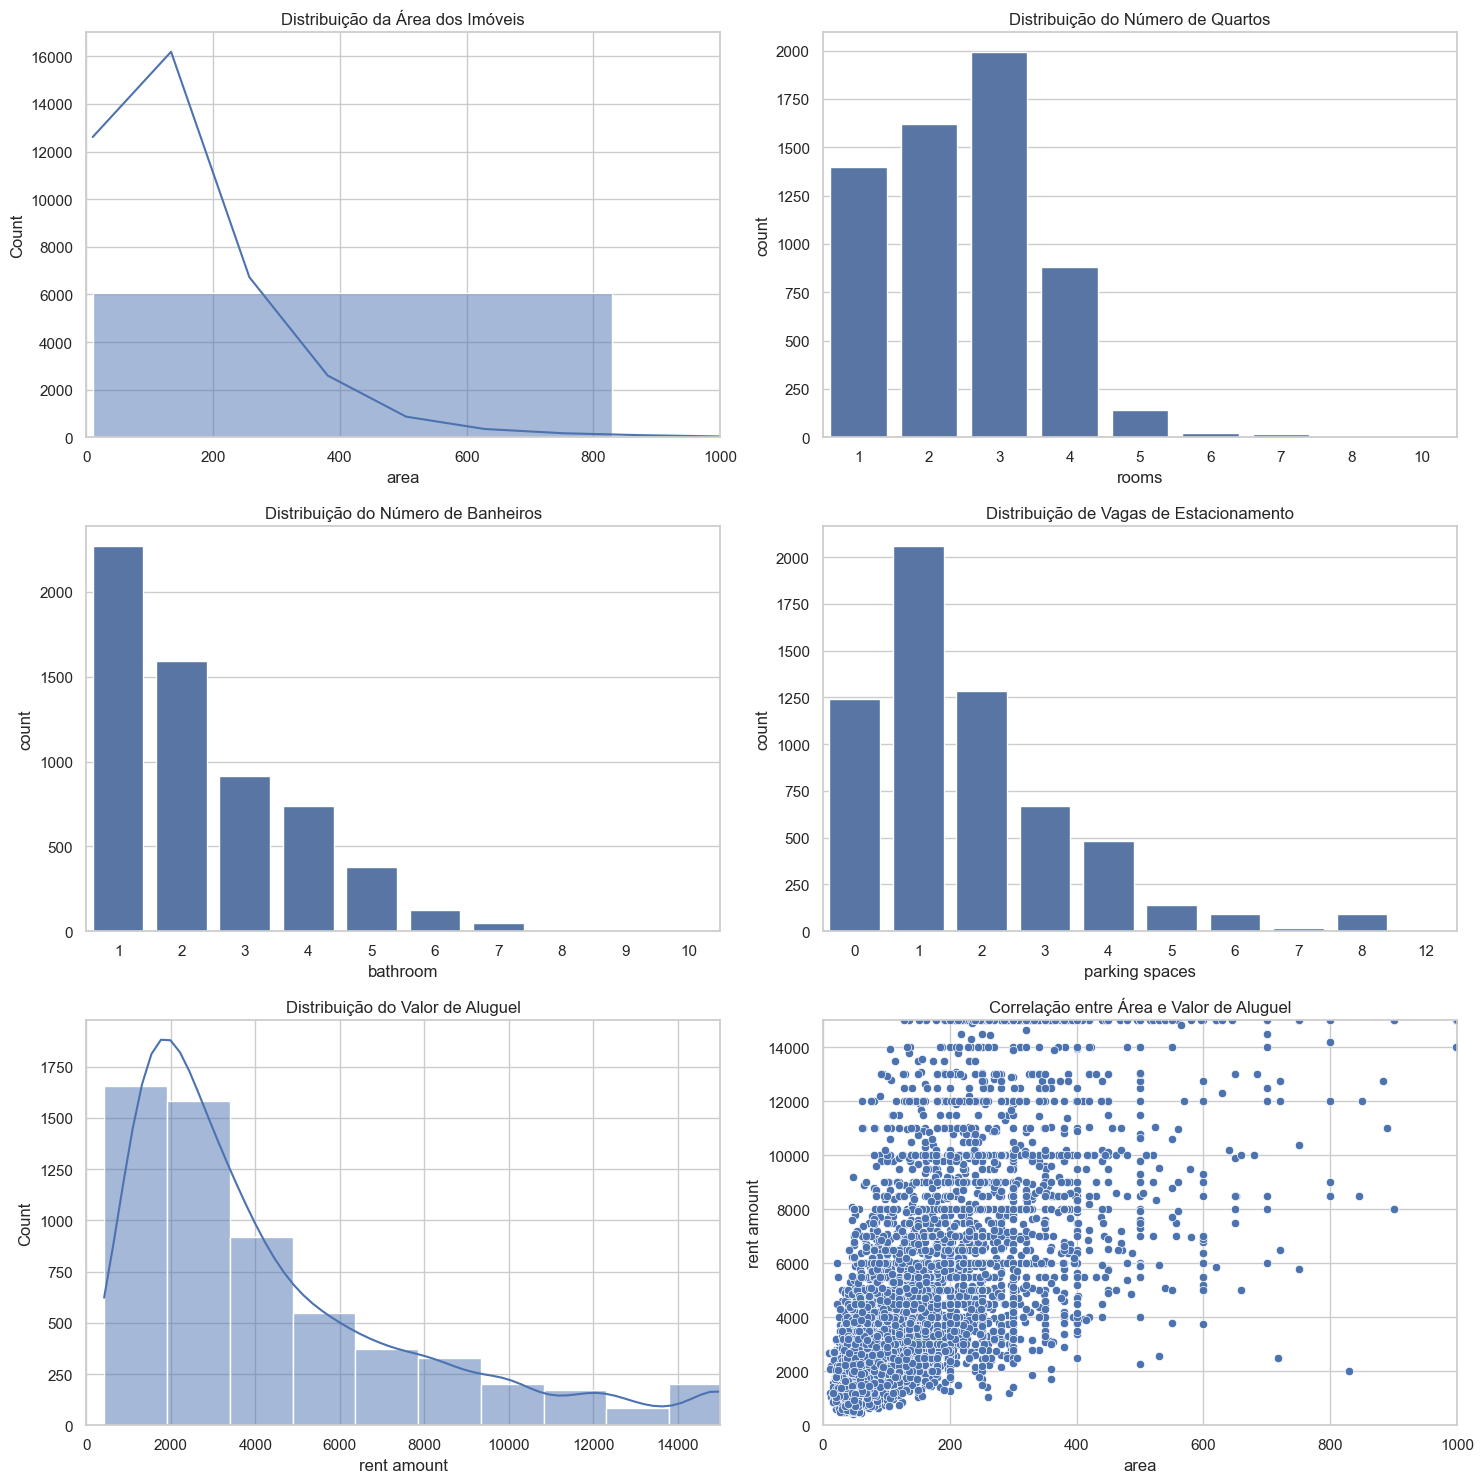 Distribuição da Área dos Imóveis
16000
14000
12000
10000
8000
6000
4000
2000
0
Count
0 200 400 600 800 1000
area
Distribuição do Número de Quartos
2000
1750
1500
1250
1000
750
500
250
0
count
1 2 3 4 5 6 7 8 10
rooms
Distribuição do Número de Banheiros
2000
1500
1000
500
0
count
1 2 3 4 5 6 7 8 9 10
bathroom
Distribuição de Vagas de Estacionamento
2000
1750
1500
1250
1000
750
500
250
0
count
0 1 2 3 4 5 6 7 8 12
parking spaces
Distribuição do Valor de Aluguel
1750
1500
1250
1000
750
500
250
0
Count
0 2000 4000 6000 8000 10000 12000 14000
rent amount
Correlação entre Área e Valor de Aluguel
14000
12000
10000
8000
6000
4000
2000
0
rent amount
0 200 400 600 800 1000
area